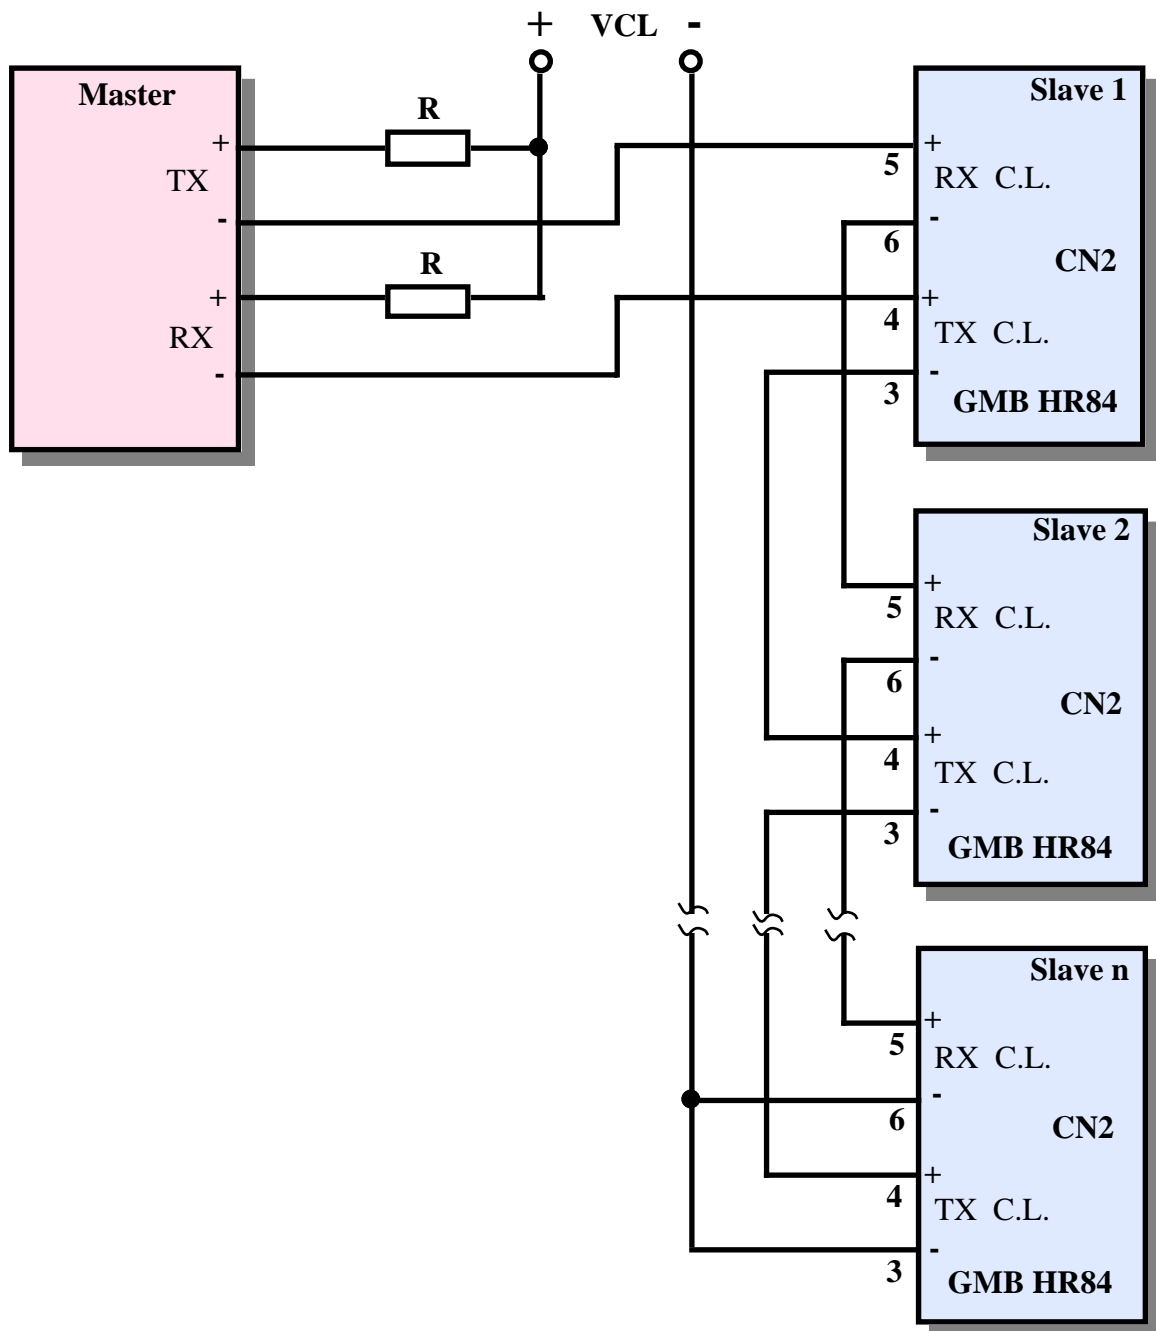 + VCL -
Master
R
+
TX
-
R
+
RX
-
Slave 1
5 +
RX C.L.
-
6
CN2
+
4
TX C.L.
-
3
GMB HR84
Slave 2
+
5
RX C.L.
-
6
CN2
+
4
TX C.L.
-
3
GMB HR84
Slave n
+
5
RX C.L.
-
6
CN2
+
4
TX C.L.
-
3
GMB HR84